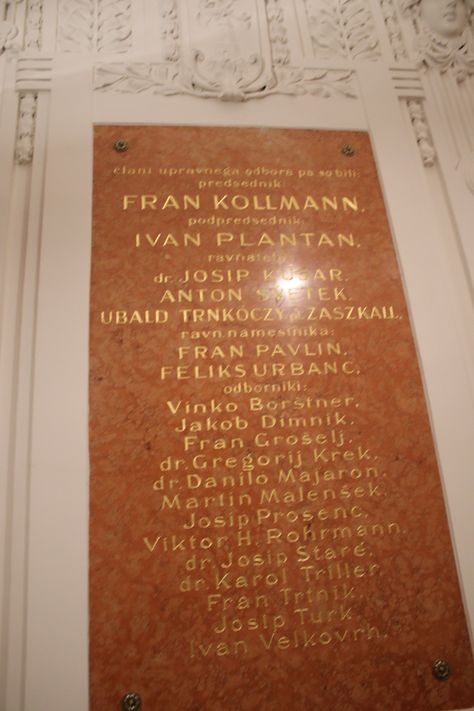 člani upravnega odbora pa so bili:
predsednik:
FRAN KOLLMANN,
podpredsednik:
IVAN PLANTAN,
ravnatelji:
dr. JOSIP KUŠAR,
ANTON SVETEK,
UBALD TRNKÓCZY pl. ZASZKALL,
ravn. namestnika:
FRAN PAVLIN,
FELIKS URBANC,
odborniki:
Vinko Borštner,
Jakob Dimnik,
Fran Grošelj,
dr. Gregorij Krek,
dr. Danilo Majaron,
Martin Malenšek,
Josip Prosenc,
Viktor H. Rohrmann,
dr. Josip Staré,
dr. Karol Triller,
Fran Trtnik,
Josip Turk,
Ivan Velkovrh.